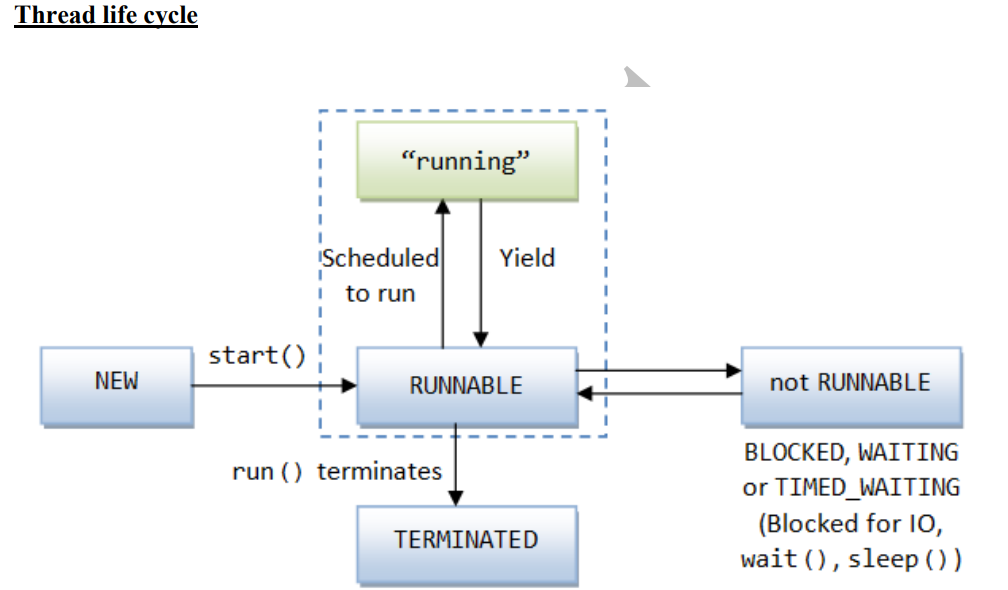 Thread life cycle
“running”
Scheduled
to run
Yield
start()
NEW
RUNNABLE
not RUNNABLE
BLOCKED, WAITING
or TIMED_WAITING
(Blocked for IO,
wait(), sleep())
run() terminates
TERMINATED